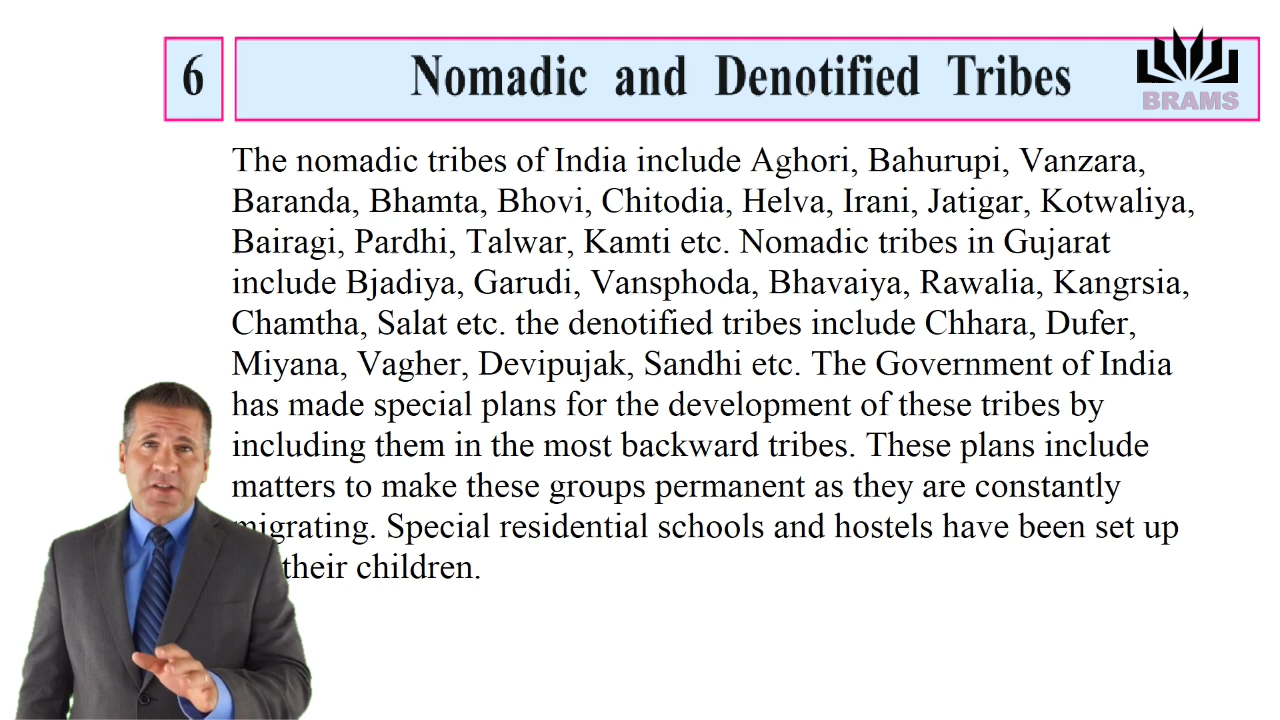 6
Nomadic and Denotified Tribes
BRAMS
The nomadic tribes of India include Aghori, Bahurupi, Vanzara,
Baranda, Bhamta, Bhovi, Chitodia, Helva, Irani, Jatigar, Kotwaliya,
Bairagi, Pardhi, Talwar, Kamti etc. Nomadic tribes in Gujarat
include Bjadiya, Garudi, Vansphoda, Bhavaiya, Rawalia, Kangrsia,
Chamtha, Salat etc. the denotified tribes include Chhara, Dufer,
Miyana, Vagher, Devipujak, Sandhi etc. The Government of India
has made special plans for the development of these tribes by
including them in the most backward tribes. These plans include
matters to make these groups permanent as they are constantly
migrating. Special residential schools and hostels have been set up
their children.